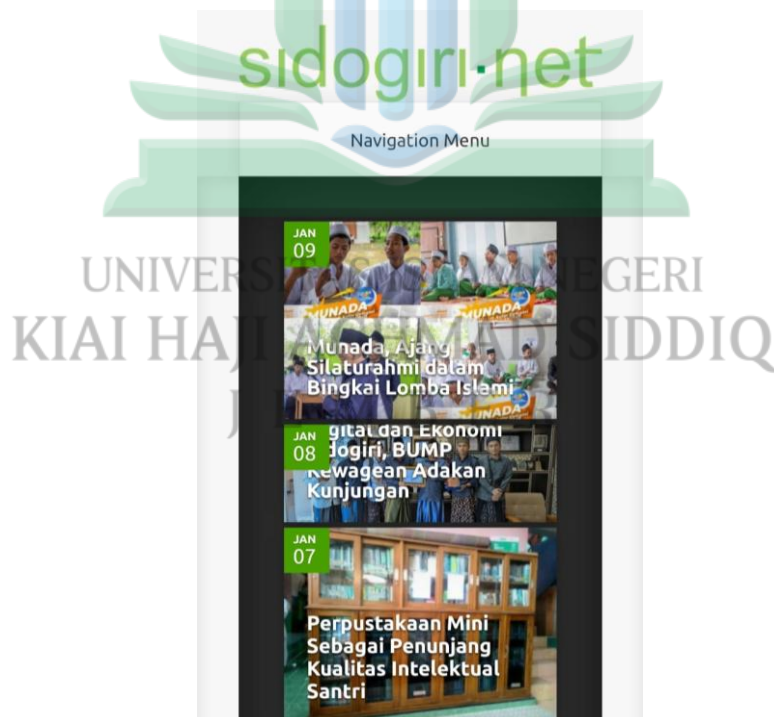 sidogiri.net
Navigation Menu
UNIVERSITAS ISLAM NEGERI
KIAI HAJI ACHMAD SIDDIQ
J
JAN
09
MUNADA
MUNADA
Munada, Ajang
Silaturahmi dalam
Bingkai Lomba Islami
MUNADA
JAN
08
gital dan Ekonomi
dogiri, BUMP
Rewagean Adakan
Kunjungan
JAN
07
Perpustakaan Mini
Sebagai Penunjang
Kualitas Intelektual
Santri